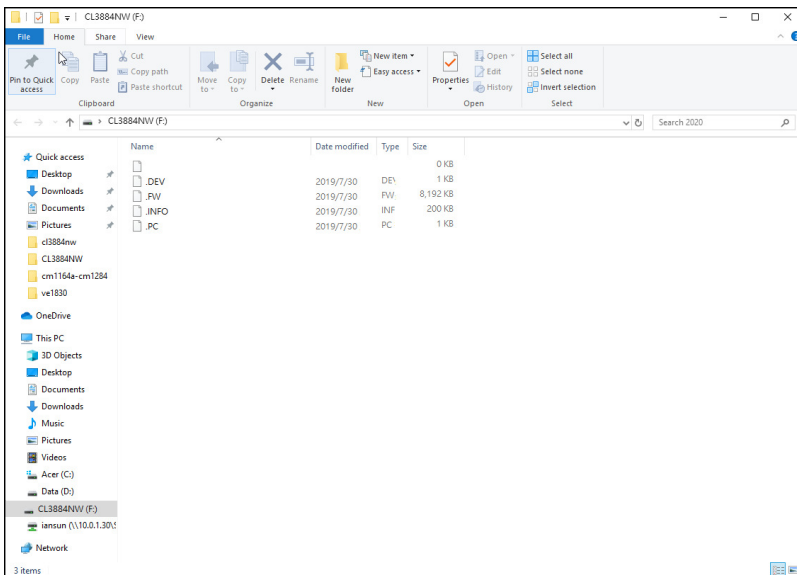 CL3884NW (F:)
File Home Share View
Pin to Quick access
Copy
Paste
Cut
Copy path
Paste shortcut
Clipboard
Move to
Copy to
Delete
Rename
Organize
New folder
New item
Easy access
New
Properties
Open
Edit
History
Open
Select all
Select none
Invert selection
Select
CL3884NW (F:)
Search 2020
Name Date modified Type Size
0 KB
.DEV 2019/7/30 DEV 1 KB
.FW 2019/7/30 FW 8,192 KB
.INFO 2019/7/30 INF 200 KB
.PC 2019/7/30 PC 1 KB
Quick access
Desktop
Downloads
Documents
Pictures
cl3884nw
CL3884NW
cm1164a-cm1284
ve1830
OneDrive
This PC
3D Objects
Desktop
Documents
Downloads
Music
Pictures
Videos
Acer (C:)
Data (D:)
CL3884NW (F:)
iansun (\\10.0.1.30\
Network
3 items